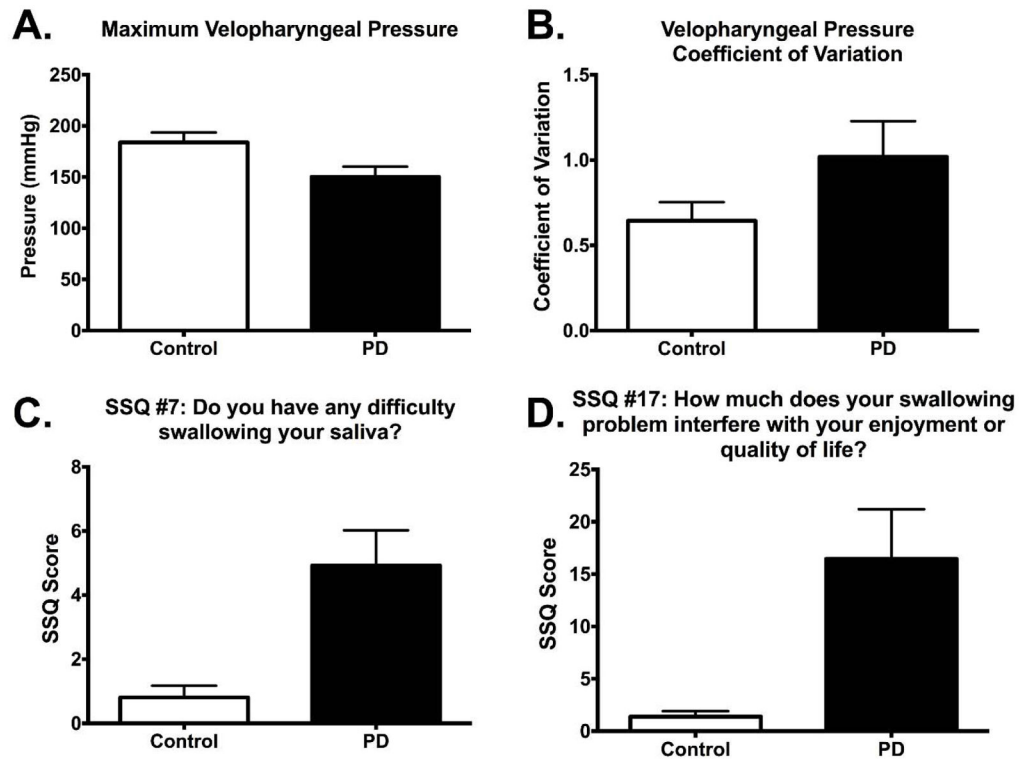 A.
Maximum Velopharyngeal Pressure
Pressure (mmHg)
250
200
150
100
50
0
Control PD
B.
Velopharyngeal Pressure
Coefficient of Variation
Coefficient of Variation
1.5
1.0
0.5
0.0
Control PD
C.
SSQ #7: Do you have any difficulty
swallowing your saliva?
SSQ Score
8
6
4
2
0
Control PD
D.
SSQ #17: How much does your swallowing
problem interfere with your enjoyment or
quality of life?
SSQ Score
25
20
15
10
5
0
Control PD